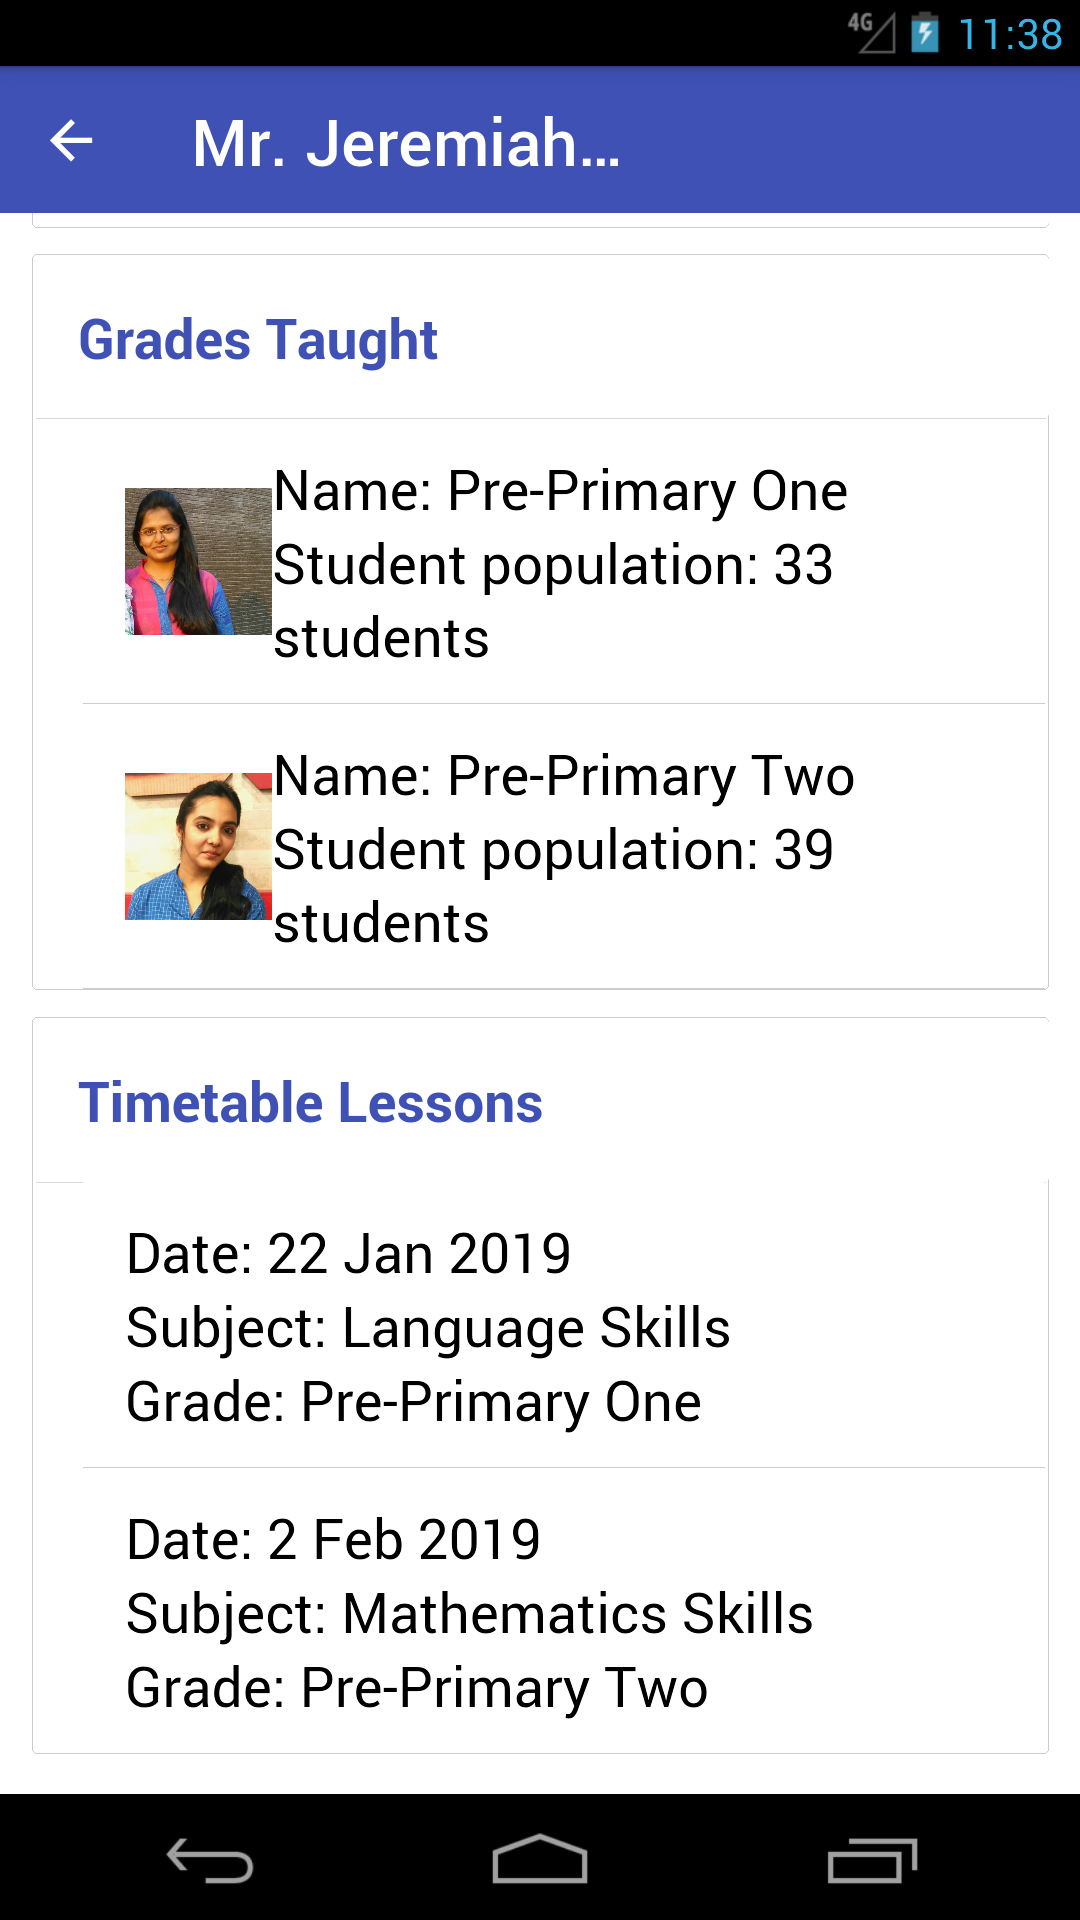 4G 11:38
Mr. Jeremiah...
Grades Taught
Name: Pre-Primary One
Student population: 33
students
Name: Pre-Primary Two
Student population: 39
students
Timetable Lessons
Date: 22 Jan 2019
Subject: Language Skills
Grade: Pre-Primary One
Date: 2 Feb 2019
Subject: Mathematics Skills
Grade: Pre-Primary Two